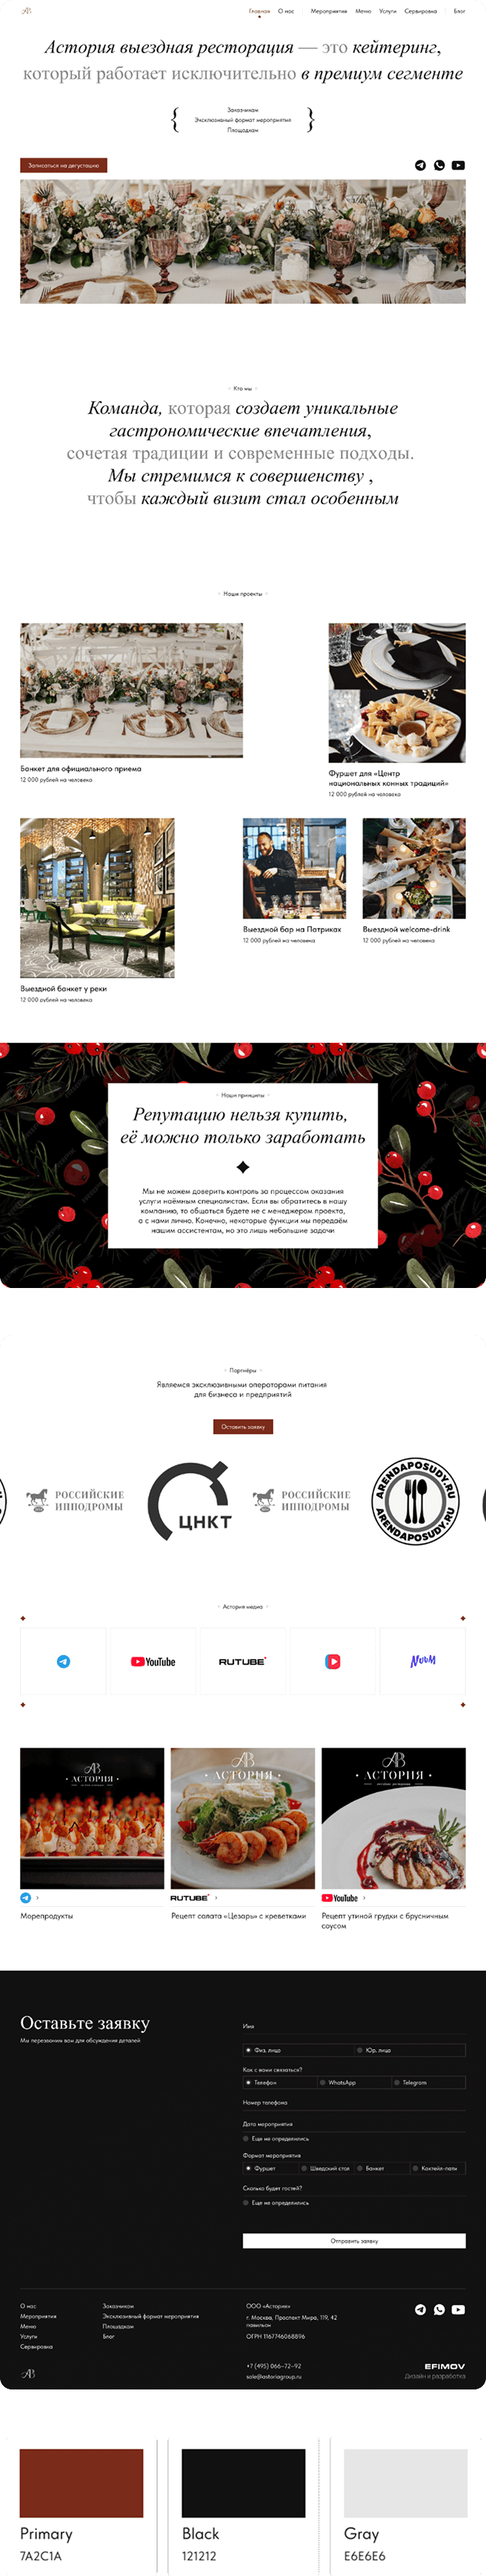 АВ
Главная О нас Мероприятия Меню Услуги Сервировка Блог
Астория выездная ресторация — это кейтеринг,
который работает исключительно в премиум сегменте
Заказчикам
Эксклюзивный формат мероприятия
Площадкам
Записаться на дегустацию
Кто мы
Команда, которая создает уникальные
гастрономические впечатления,
сочетая традиции и современные подходы.
Мы стремимся к совершенству ,
чтобы каждый визит стал особенным
Наши проекты
Банкет для официального приема
12 000 рублей на человека
Фуршет для «Центр
национальных конных традиций»
12 000 рублей на человека
Выездной бар на Патриках
12 000 рублей на человека
Выездной welcome-drink
12 000 рублей на человека
Выездной банкет у реки
12 000 рублей на человека
Наши принципы
Репутацию нельзя купить,
её можно только заработать
Мы не можем доверить контроль за процессом оказания
услуги наёмным специалистам. Если вы обратитесь в нашу
компанию, то общаться будете не с менеджером проекта,
а с нами лично. Конечно, некоторые функции мы передаём
нашим ассистентам, но это лишь небольшие задачи
Партнёры
Являемся эксклюзивными операторами питания
для бизнеса и предприятий
Оставить заявку
РОССИЙСКИЕ
ИППОДРОМЫ
ЦНКТ
РОССИЙСКИЕ
ИППОДРОМЫ
ARENDAPOSUDY.RU
ARENDAPOSUDY.RU
Астория медиа
YouTube
RUTUBE
NUUM
АВ
АСТОРИЯ
АВ
АСТОРИЯ
АВ
АСТОРИЯ
RUTUBE
YouTube
Морепродукты
Рецепт салата «Цезарь» с креветками
Рецепт утиной грудки с брусничным
соусом
Оставьте заявку
Мы перезвоним вам для обсуждения деталей
Имя
Физ. лицо Юр. лицо
Как с вами связаться?
Телефон WhatsApp Telegram
Номер телефона
Дата мероприятия
Еще не определились
Формат мероприятия
Фуршет Шведский стол Банкет Коктейль-пати
Сколько будет гостей?
Еще не определились
Отправить заявку
О нас
Мероприятия
Меню
Услуги
Сервировка
Заказчикам
Эксклюзивный формат мероприятия
Площадкам
Блог
ООО «Астория»
г. Москва, Проспект Мира, 119, 42
павильон
ОГРН 1167746068896
+7 (495) 066-72-92
sale@astoriagroup.ru
АВ
EFIMOV
Дизайн и разработка
Primary
7A2C1A
Black
121212
Gray
E6E6E6